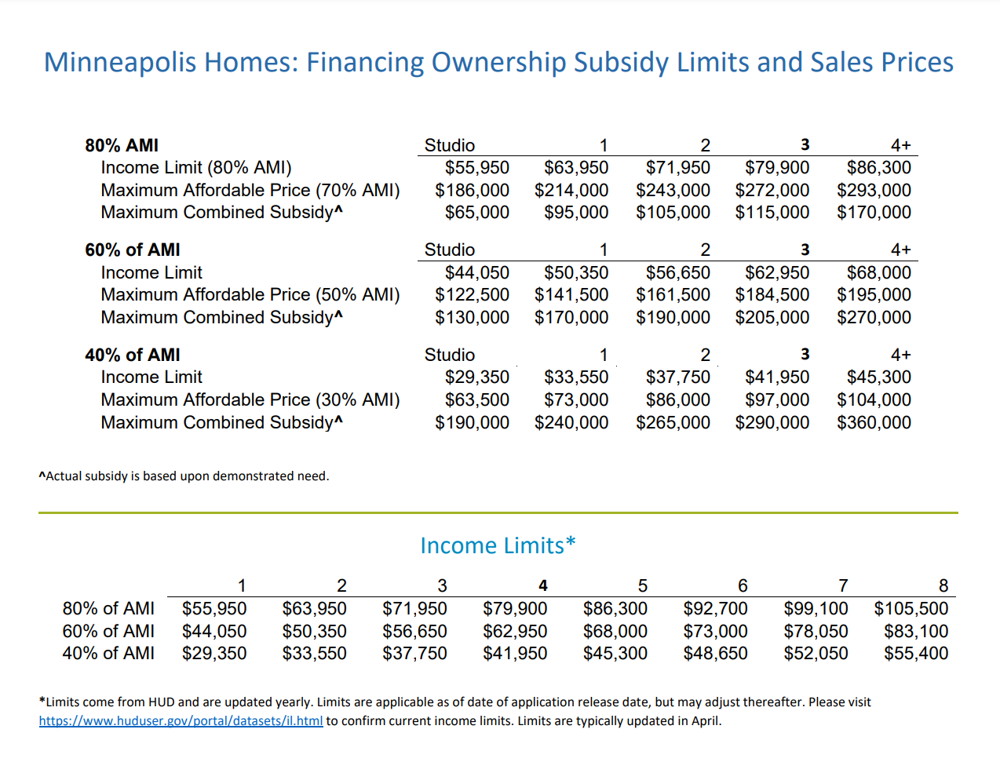 Minneapolis Homes: Financing Ownership Subsidy Limits and Sales Prices
80% AMI Studio 1 2 3 4+
Income Limit (80% AMI) $55,950 $63,950 $71,950 $79,900 $86,300
Maximum Affordable Price (70% AMI) $186,000 $214,000 $243,000 $272,000 $293,000
Maximum Combined Subsidy^ $65,000 $95,000 $105,000 $115,000 $170,000
60% of AMI Studio 1 2 3 4+
Income Limit $44,050 $50,350 $56,650 $62,950 $68,000
Maximum Affordable Price (50% AMI) $122,500 $141,500 $161,500 $184,500 $195,000
Maximum Combined Subsidy^ $130,000 $170,000 $190,000 $205,000 $270,000
40% of AMI Studio 1 2 3 4+
Income Limit $29,350 $33,550 $37,750 $41,950 $45,300
Maximum Affordable Price (30% AMI) $63,500 $73,000 $86,000 $97,000 $104,000
Maximum Combined Subsidy^ $190,000 $240,000 $265,000 $290,000 $360,000
^Actual subsidy is based upon demonstrated need.
Income Limits*
1 2 3 4 5 6 7 8
80% of AMI $55,950 $63,950 $71,950 $79,900 $86,300 $92,700 $99,100 $105,500
60% of AMI $44,050 $50,350 $56,650 $62,950 $68,000 $73,000 $78,050 $83,100
40% of AMI $29,350 $33,550 $37,750 $41,950 $45,300 $48,650 $52,050 $55,400
*Limits come from HUD and are updated yearly. Limits are applicable as of date of application release date, but may adjust thereafter. Please visit
https://www.huduser.gov/portal/datasets/il.html to confirm current income limits. Limits are typically updated in April.